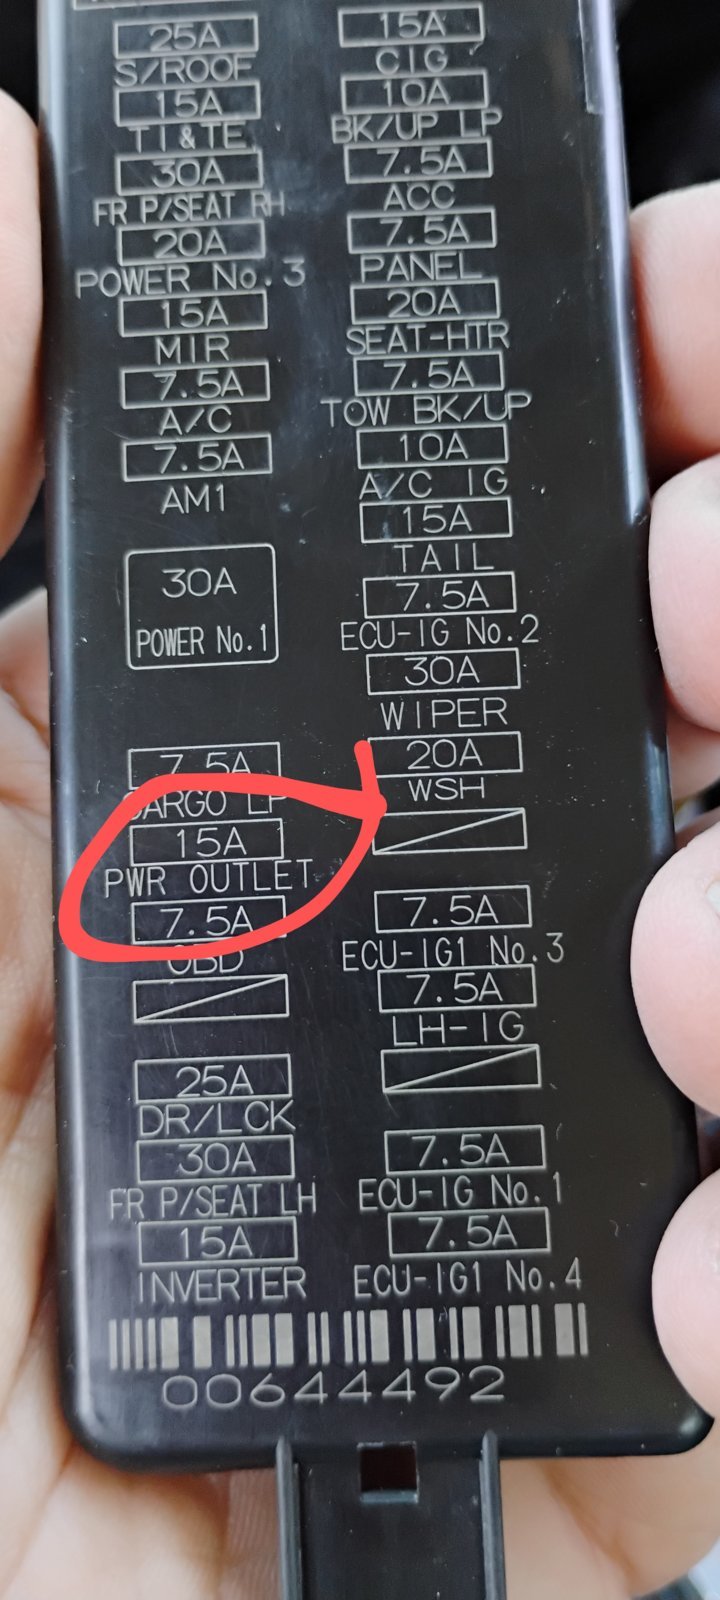 25A
S/ROOF
15A
TI&TE
30A
FR P/SEAT RH
20A
POWER No.3
15A
MIR
7.5A
A/C
7.5A
AM1
30A
POWER No.1
7.5A
CARGO LP
15A
PWR OUTLET
7.5A
OBD
25A
DR/LCK
30A
FR P/SEAT LH
15A
INVERTER
15A
CIG
10A
BK/UP LP
7.5A
ACC
7.5A
PANEL
20A
SEAT-HTR
7.5A
TOW BK/UP
10A
A/C IG
15A
TAIL
7.5A
ECU-IG No.2
30A
WIPER
20A
WSH
7.5A
ECU-IG1 No.3
7.5A
LH-IG
7.5A
ECU-IG No.1
7.5A
ECU-IG1 No.4
00644492